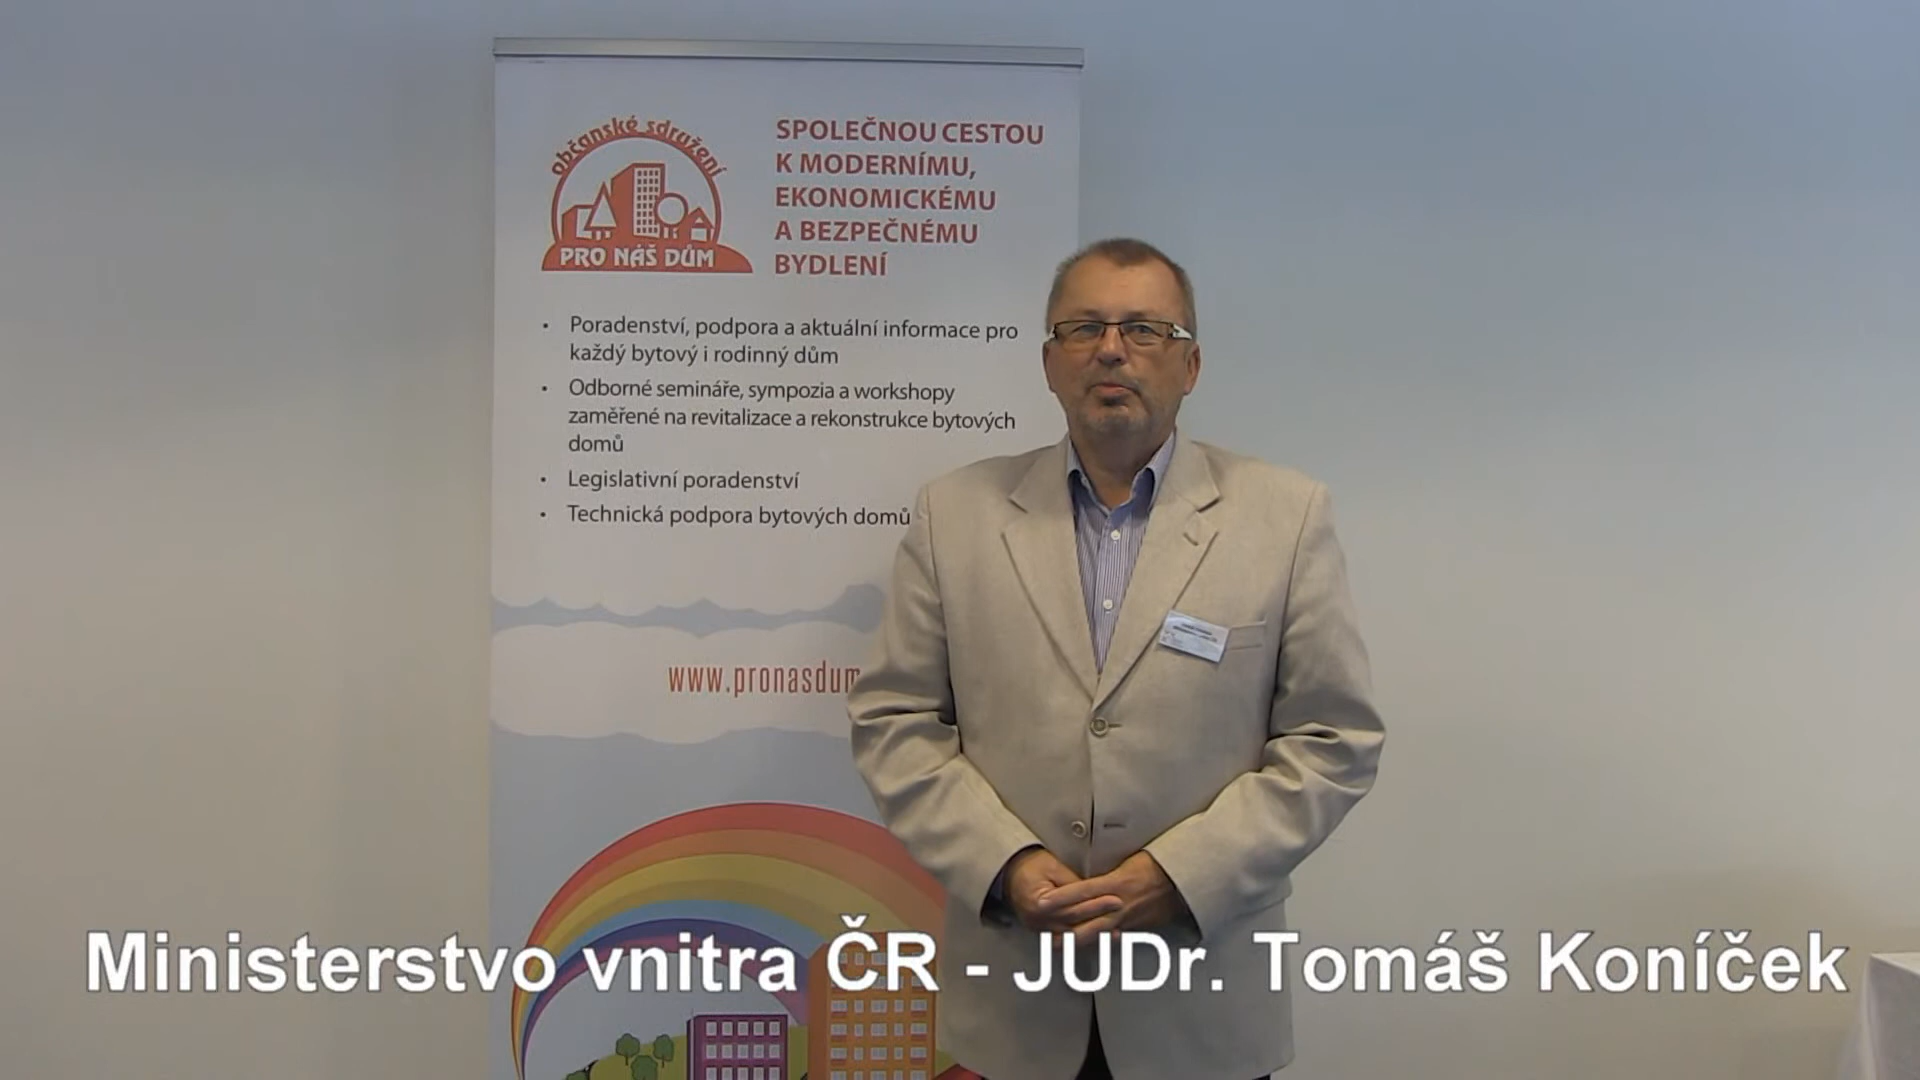 občanské sdružení
PRO NÁŠ DŮM
SPOLEČNOU CESTOU
K MODERNÍMU,
EKONOMICKÉMU
A BEZPEČNÉMU
BYDLENÍ
• Poradenství, podpora a aktuální informace pro
každý bytový i rodinný dům
• Odborné semináře, sympozia a workshopy
zaměřené na revitalizace a rekonstrukce bytových
domů
• Legislativní poradenství
• Technická podpora bytových domů
www.pronasdum
Ministerstvo vnitra ČR - JUDr. Tomáš Koníček